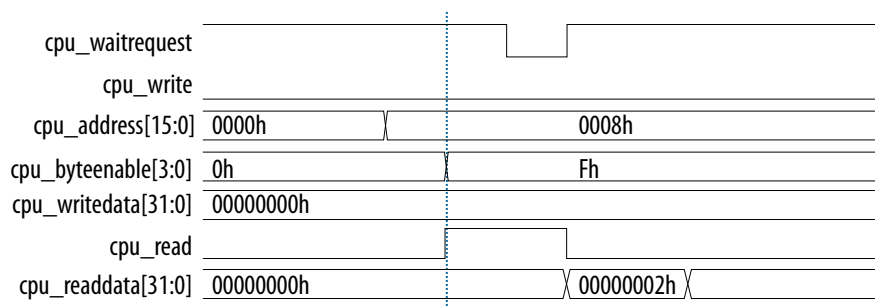 cpu_waitrequest
cpu_write
cpu_address[15:0] 0000h 0008h
cpu_byteenable[3:0] 0h Fh
cpu_writedata[31:0] 00000000h
cpu_read
cpu_readdata[31:0] 00000000h 00000002h